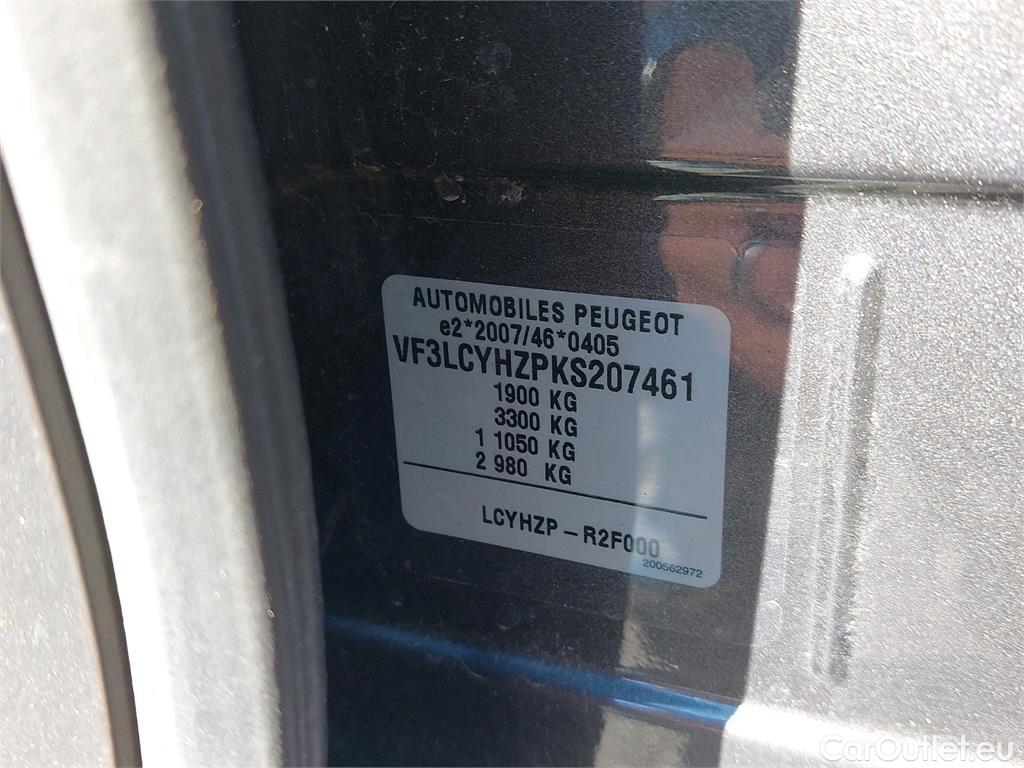 AUTOMOBILES PEUGEOT
e2*2007/46*0405
VF3LCYHZPKS207461
1900 KG
3300 KG
1 1050 KG
2 980 KG
LCYHZP – R2F000
200562972
CarOutlet.eu